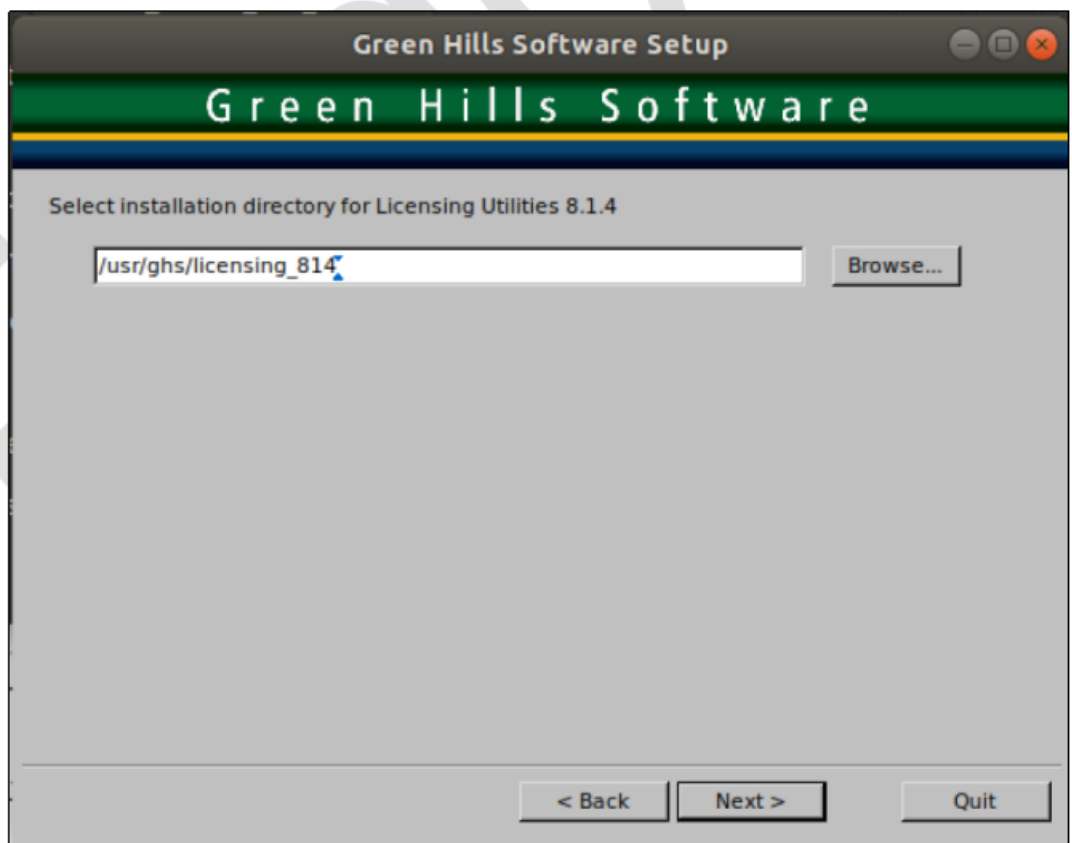 Green Hills Software Setup
Green Hills Software
Select installation directory for Licensing Utilities 8.1.4
/usr/ghs/licensing_814
Browse...
< Back
Next >
Quit